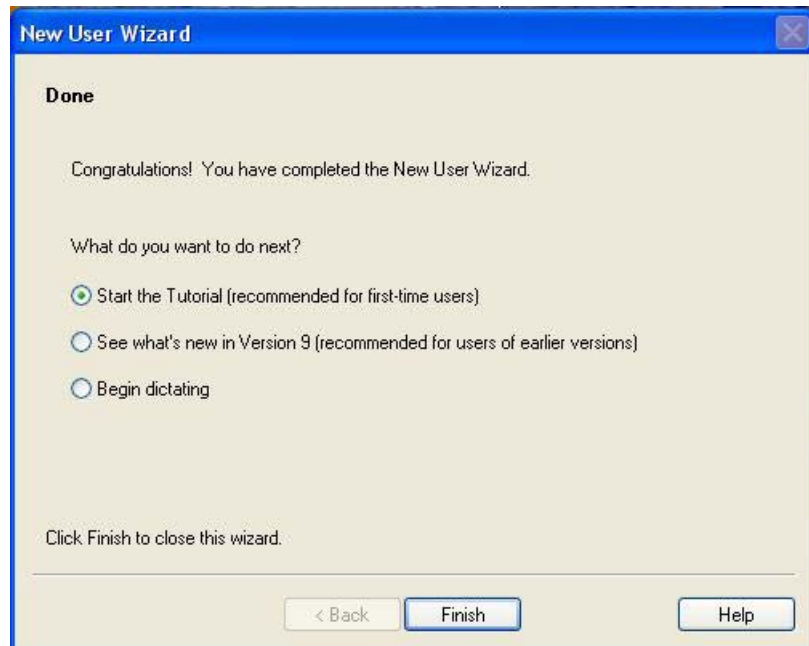 New User Wizard
Done
Congratulations! You have completed the New User Wizard.
What do you want to do next?
Start the Tutorial (recommended for first-time users)
See what's new in Version 9 (recommended for users of earlier versions)
Begin dictating
Click Finish to close this wizard.
< Back Finish Help